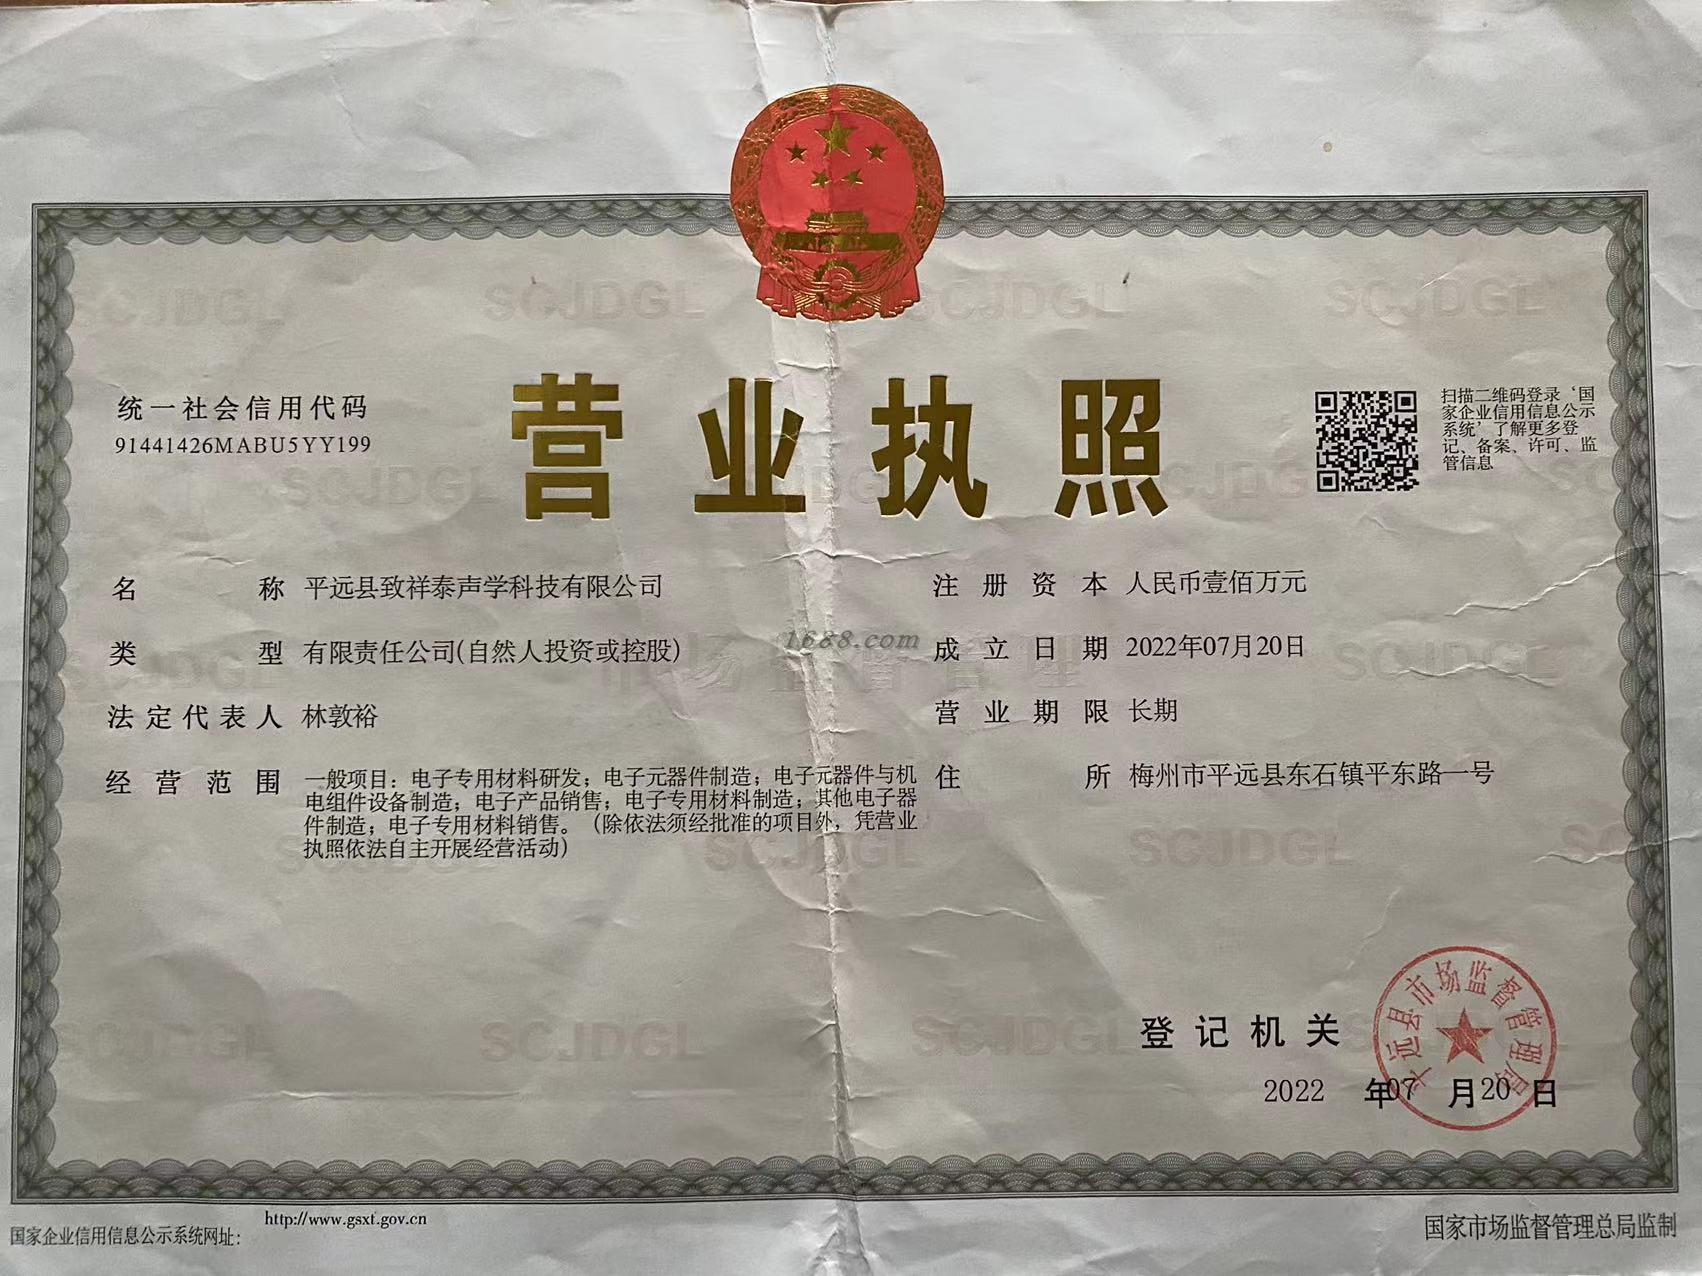 营业执照
统一社会信用代码
91441426MABU5YY199
扫描二维码登录‘国
家企业信用信息公示
系统’了解更多登
记、备案、许可、监
管信息
名称 平远县致祥泰声学科技有限公司
类型 有限责任公司(自然人投资或控股)
法定代表人 林敦裕
经营范围 一般项目：电子专用材料研发；电子元器件制造；电子元器件与机
电组件设备制造；电子产品销售；电子专用材料制造；其他电子器
件制造；电子专用材料销售。（除依法须经批准的项目外，凭营业
执照依法自主开展经营活动）
注册资本 人民币壹佰万元
成立日期 2022年07月20日
营业期限 长期
住所 梅州市平远县东石镇平东路一号
1688.com
市场监督管理
SCJDGL
登记机关
平远县市场监督管理局
2022 年07 月20 日
国家企业信用信息公示系统网址：
http://www.gsxt.gov.cn
国家市场监督管理总局监制